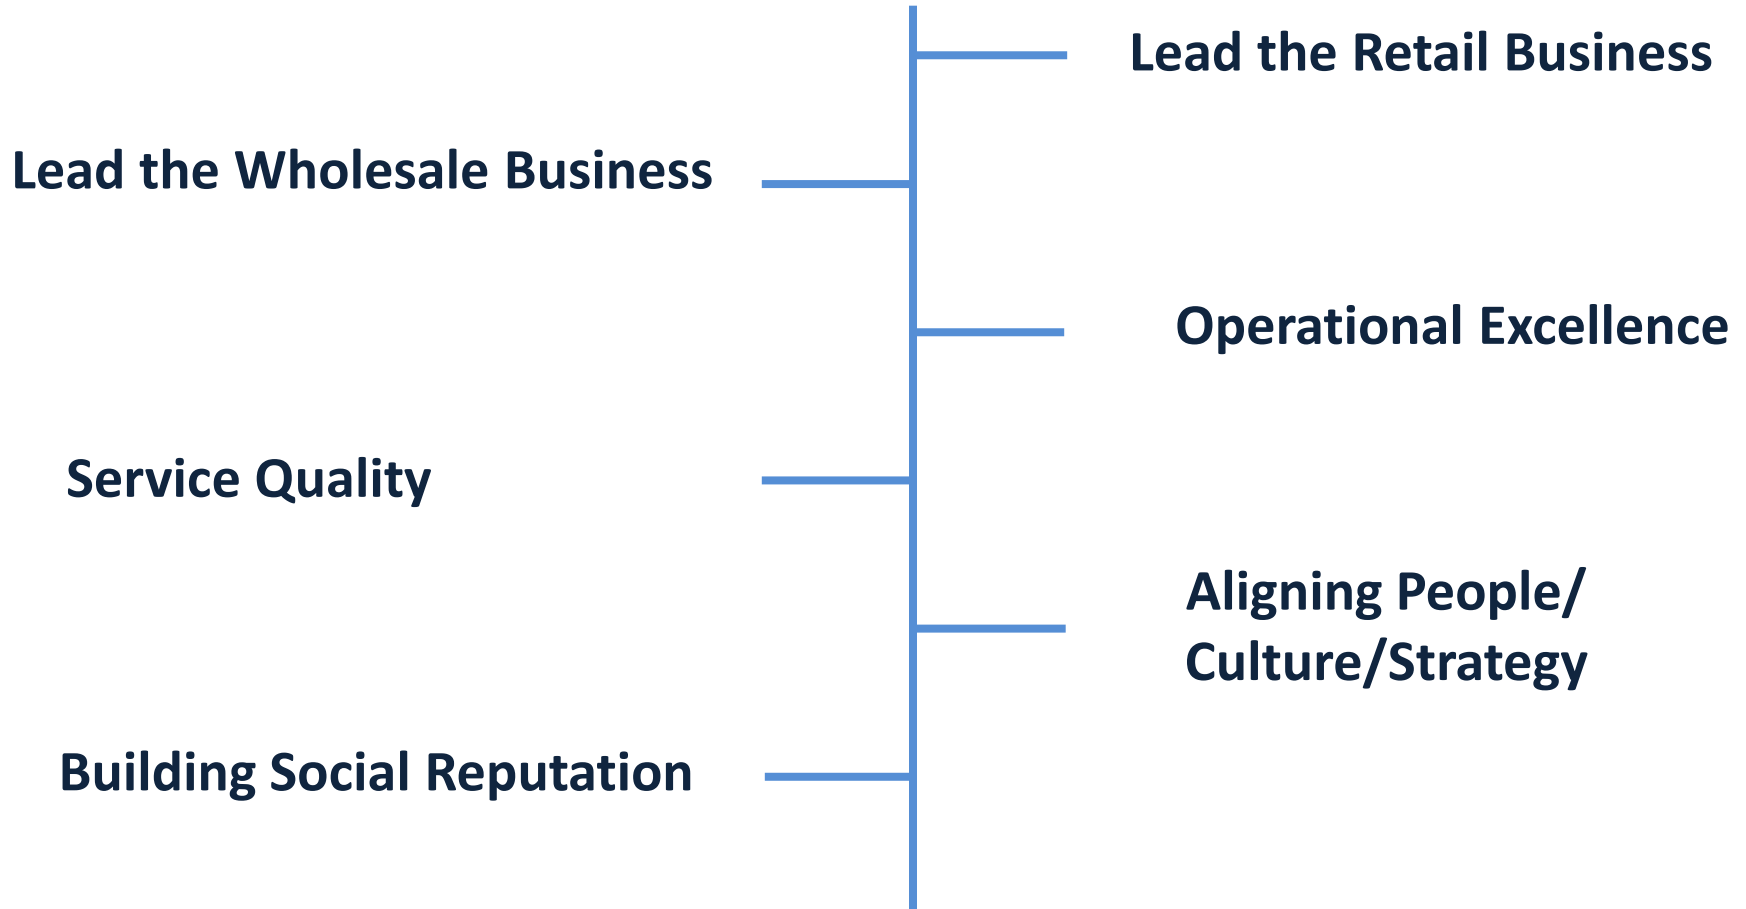 Lead the Retail Business
Lead the Wholesale Business
Operational Excellence
Service Quality
Aligning People/
Culture/Strategy
Building Social Reputation